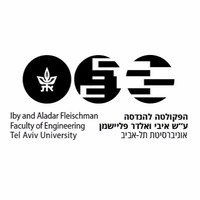 Iby and Aladar Fleischman
Faculty of Engineering
Tel Aviv University
הפקולטה להנדסה
ע״ש איבי ואלדר פליישמן
אוניברסיטת תל-אביב